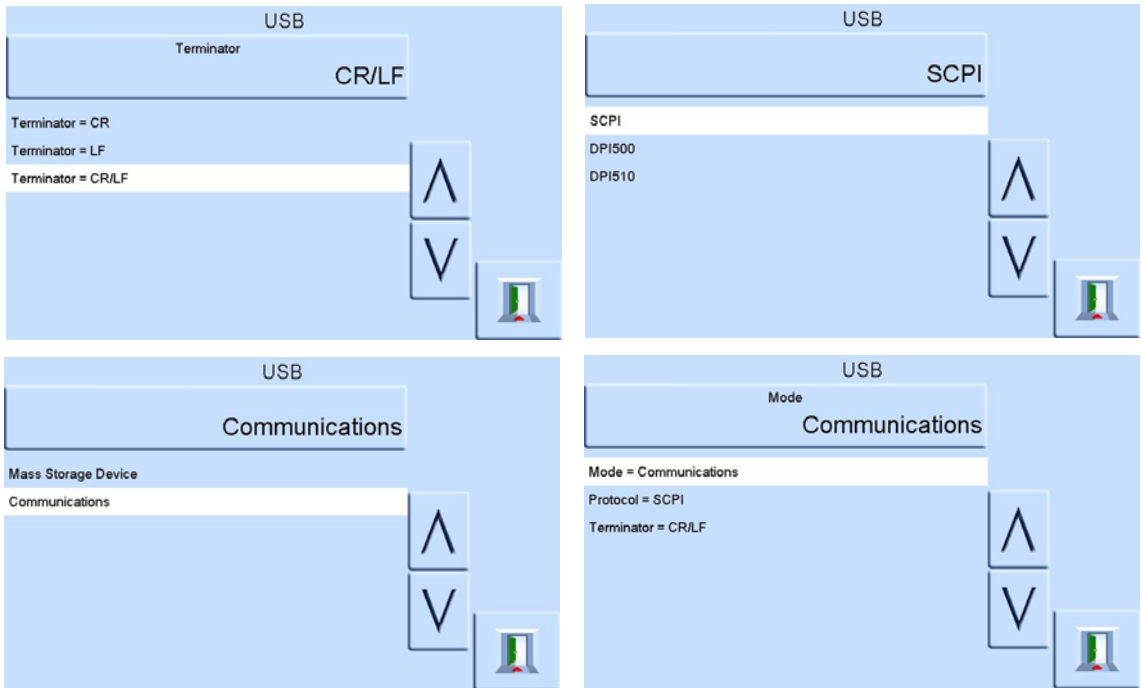 USB
Terminator
CR/LF
Terminator = CR
Terminator = LF
Terminator = CR/LF
USB
SCPI
SCPI
DPI500
DPI510
USB
Communications
Mass Storage Device
Communications
USB
Mode
Communications
Mode = Communications
Protocol = SCPI
Terminator = CR/LF